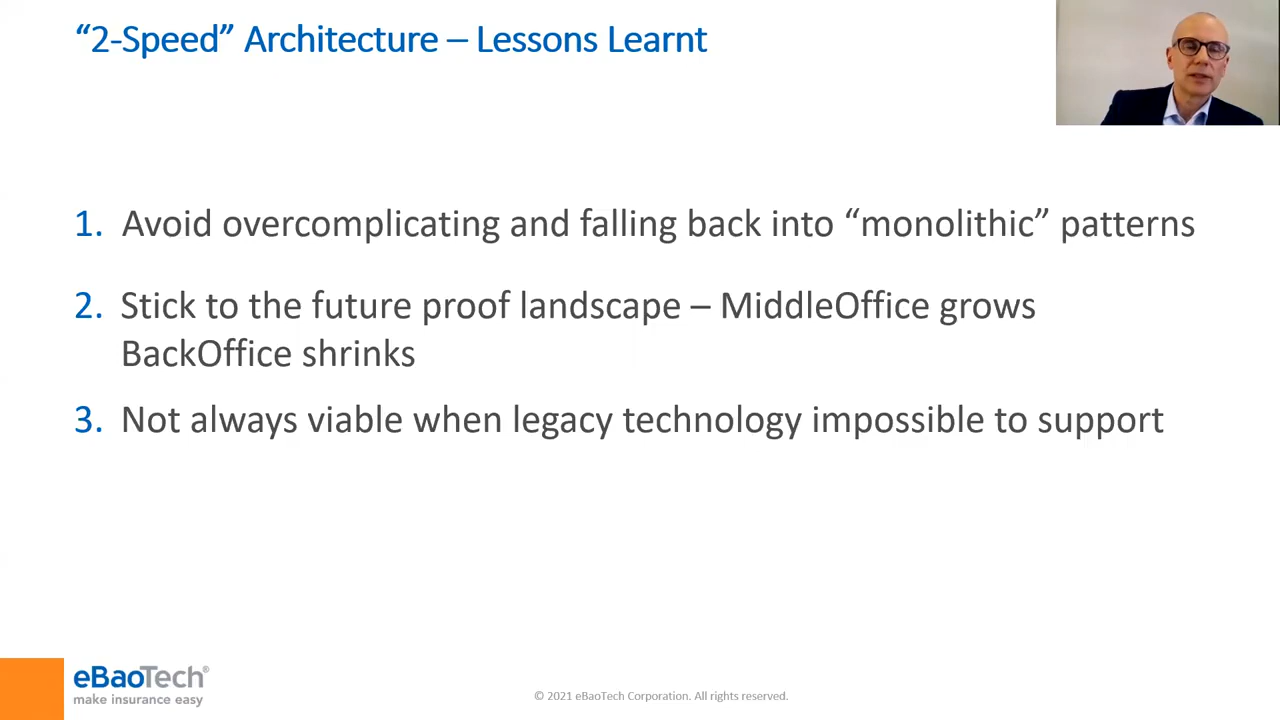 “2-Speed” Architecture – Lessons Learnt
1. Avoid overcomplicating and falling back into “monolithic” patterns
2. Stick to the future proof landscape – MiddleOffice grows
BackOffice shrinks
3. Not always viable when legacy technology impossible to support
eBaoTech®
make insurance easy
© 2021 eBaoTech Corporation. All rights reserved.